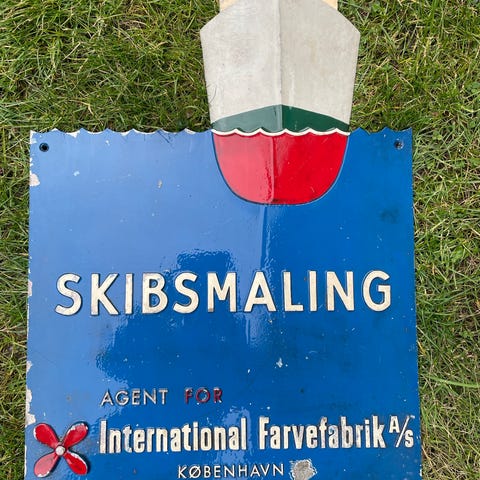 SKIBSMALING
AGENT FOR
International Farvefabrik A/s
KØBENHAVN